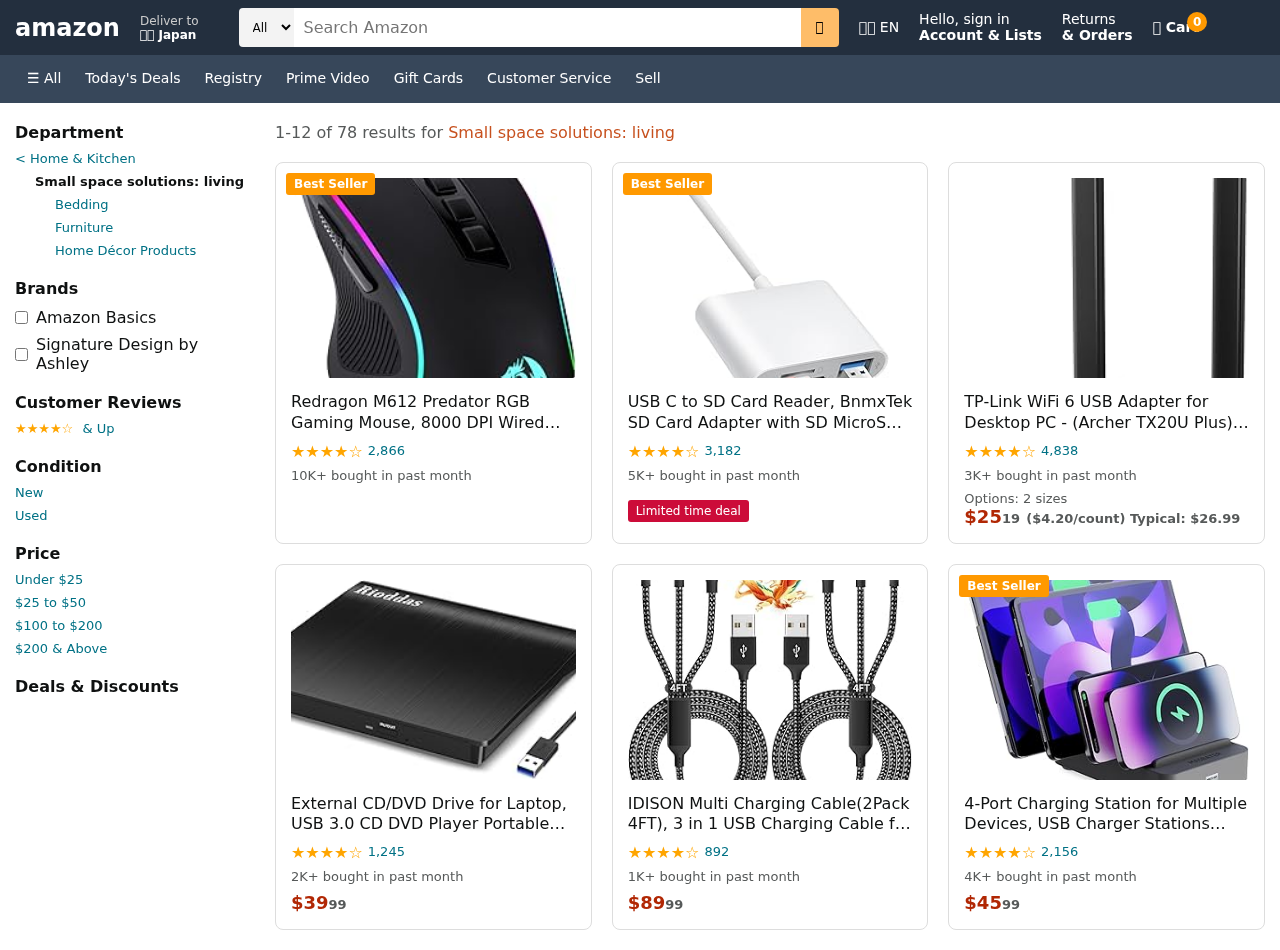 amazon
Deliver to
Japan
All
Search Amazon
EN
Hello, sign in
Account & Lists
Returns
& Orders
0
☰ All
Today's Deals
Registry
Prime Video
Gift Cards
Customer Service
Sell
Department
< Home & Kitchen
Small space solutions: living
Bedding
Furniture
Home Décor Products
Brands
Amazon Basics
Signature Design by
Ashley
Customer Reviews
★★★★☆ & Up
Condition
New
Used
Price
Under $25
$25 to $50
$100 to $200
$200 & Above
Deals & Discounts
1-12 of 78 results for Small space solutions: living
Best Seller
Redragon M612 Predator RGB
Gaming Mouse, 8000 DPI Wired…
★★★★☆ 2,866
10K+ bought in past month
Best Seller
USB C to SD Card Reader, BnmxTek
SD Card Adapter with SD MicroS…
★★★★☆ 3,182
5K+ bought in past month
Limited time deal
TP-Link WiFi 6 USB Adapter for
Desktop PC - (Archer TX20U Plus)…
★★★★☆ 4,838
3K+ bought in past month
Options: 2 sizes
$2519 ($4.20/count) Typical: $26.99
Rioddas
External CD/DVD Drive for Laptop,
USB 3.0 CD DVD Player Portable…
★★★★☆ 1,245
2K+ bought in past month
$3999
4FT
4FT
IDISON Multi Charging Cable(2Pack
4FT), 3 in 1 USB Charging Cable f…
★★★★☆ 892
1K+ bought in past month
$8999
Best Seller
4-Port Charging Station for Multiple
Devices, USB Charger Stations…
★★★★☆ 2,156
4K+ bought in past month
$4599